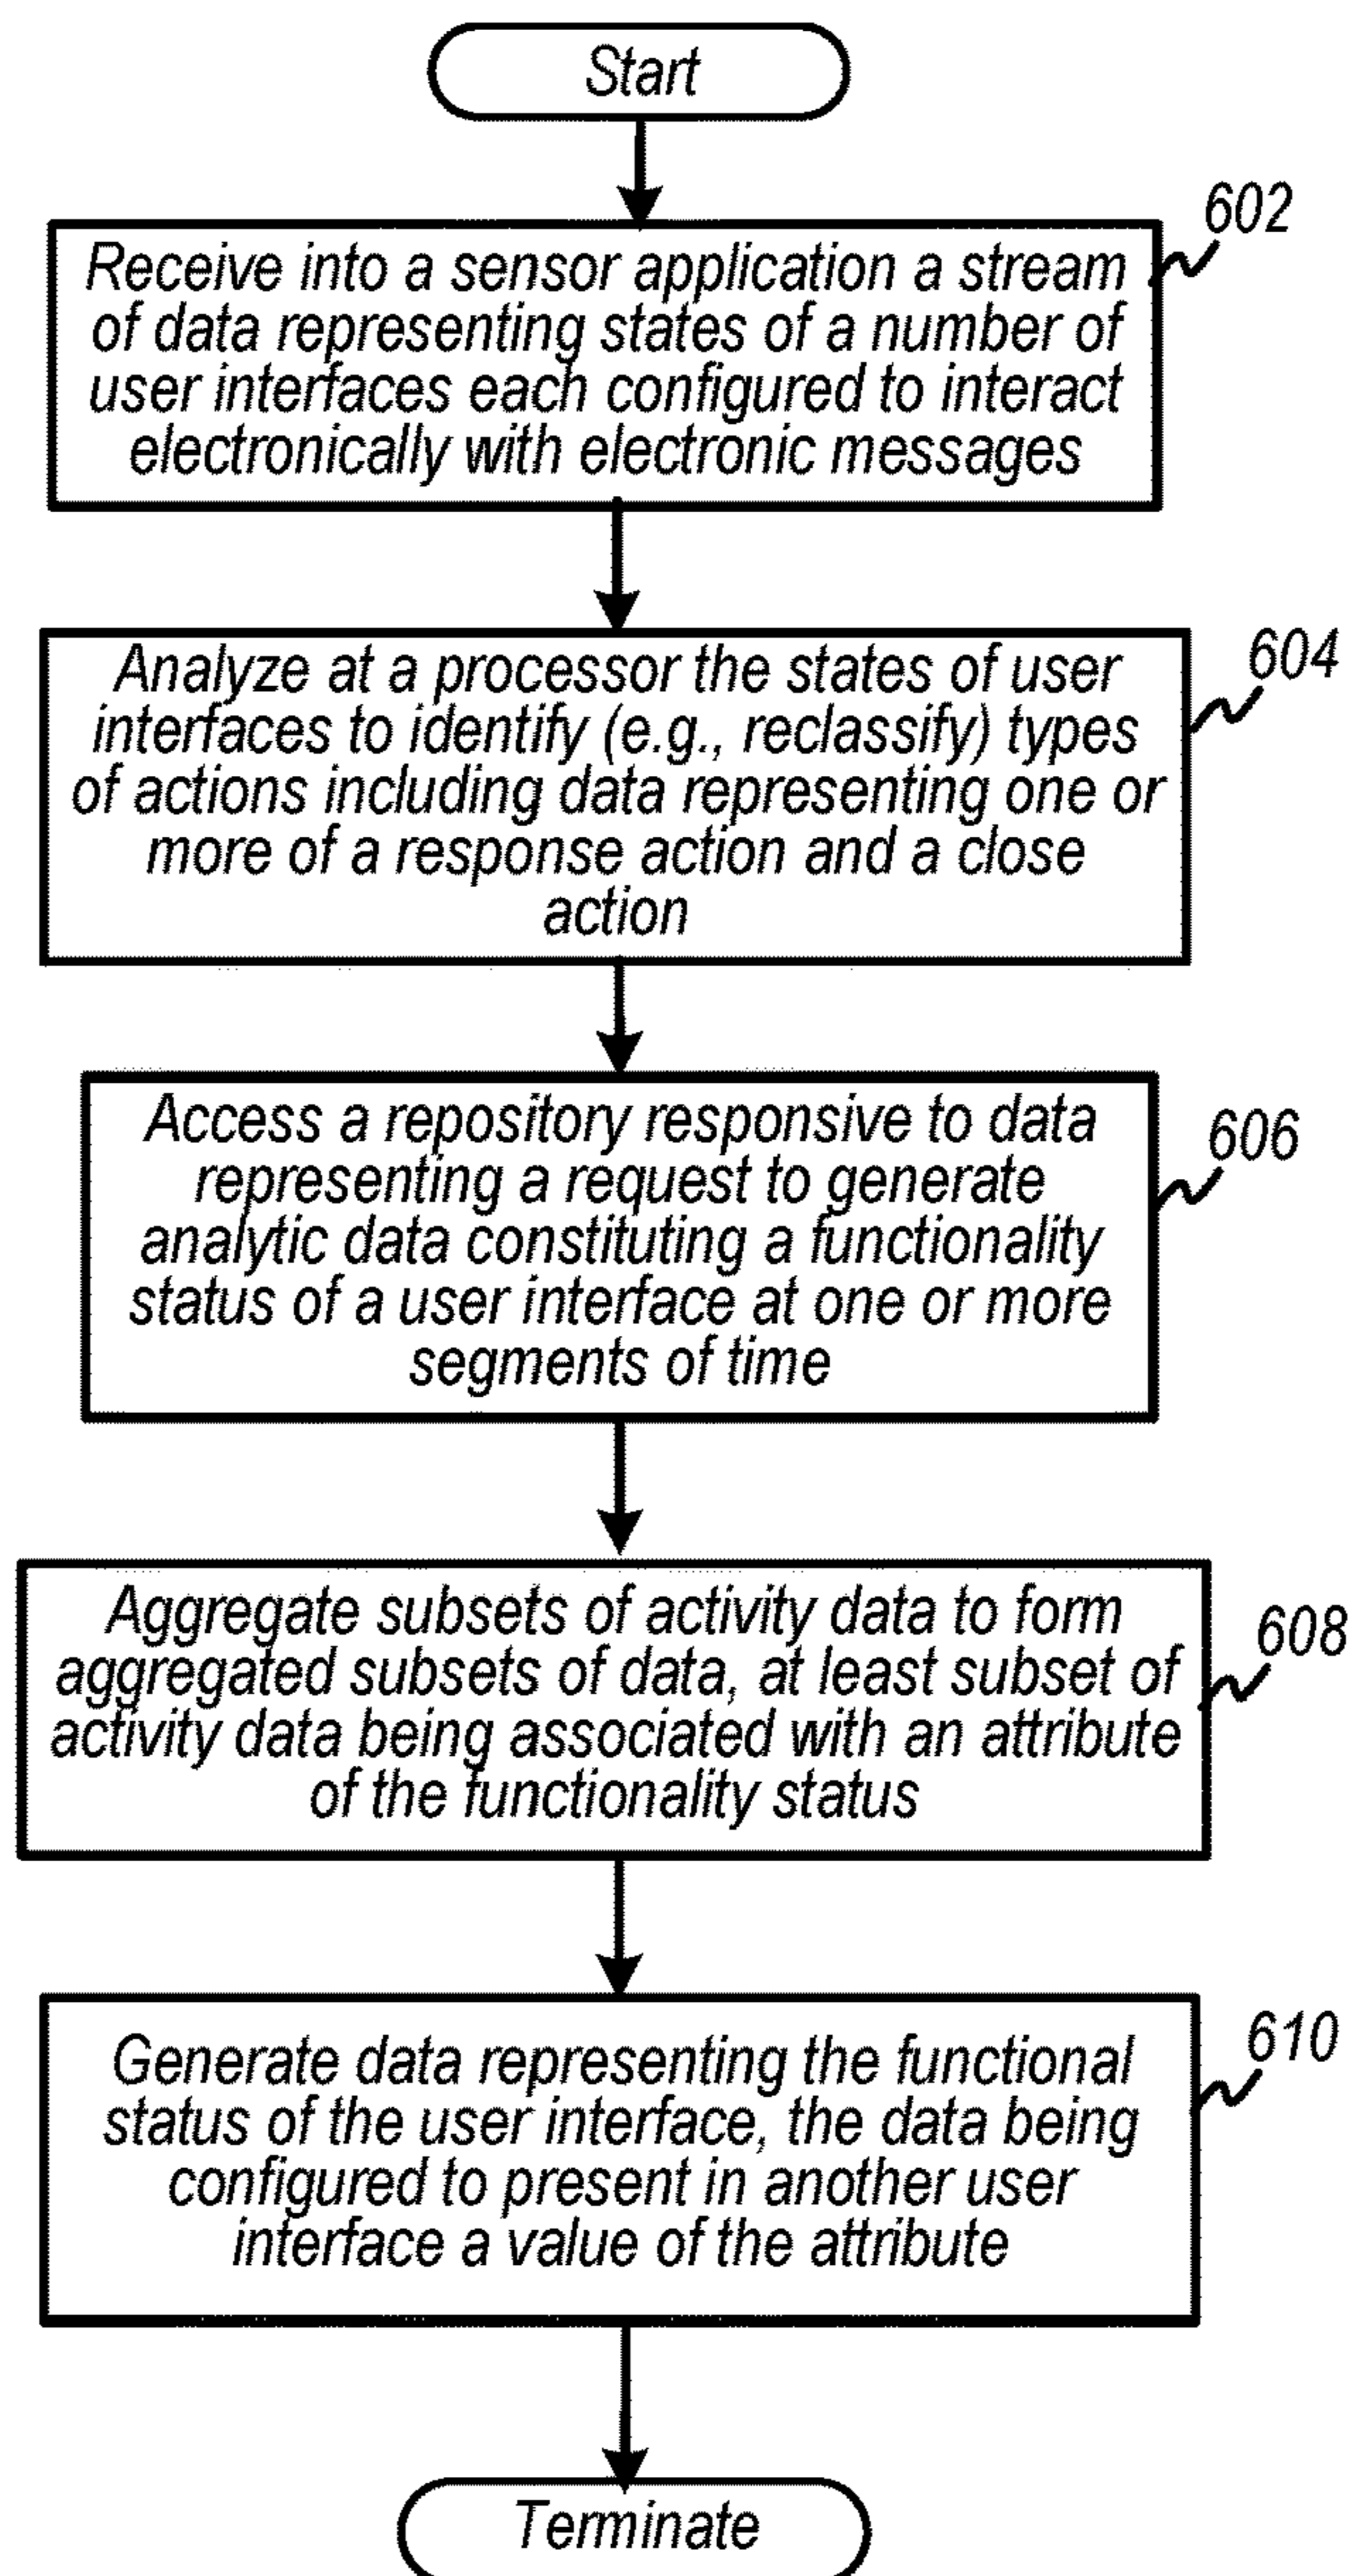 Start
602
Receive into a sensor application a stream
of data representing states of a number of
user interfaces each configured to interact
electronically with electronic messages
604
Analyze at a processor the states of user
interfaces to identify (e.g., reclassify) types
of actions including data representing one or
more of a response action and a close
action
606
Access a repository responsive to data
representing a request to generate
analytic data constituting a functionality
status of a user interface at one or more
segments of time
608
Aggregate subsets of activity data to form
aggregated subsets of data, at least subset of
activity data being associated with an attribute
of the functionality status
610
Generate data representing the functional
status of the user interface, the data being
configured to present in another user
interface a value of the attribute
Terminate